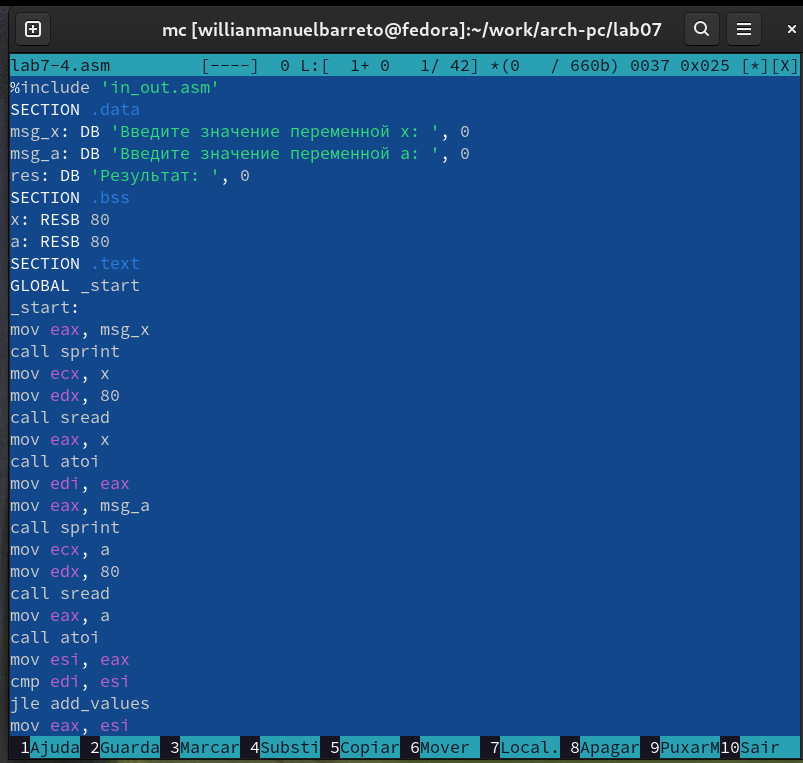 mc [willianmanuelbarreto@fedora]:~/work/arch-pc/lab07
lab7-4.asm [----] 0 L:[ 1+ 0 1/ 42] *(0 / 660b) 0037 0x025 [*][X]
%include 'in_out.asm'
SECTION .data
msg_x: DB 'Введите значение переменной x: ', 0
msg_a: DB 'Введите значение переменной a: ', 0
res: DB 'Результат: ', 0
SECTION .bss
x: RESB 80
a: RESB 80
SECTION .text
GLOBAL _start
_start:
mov eax, msg_x
call sprint
mov ecx, x
mov edx, 80
call sread
mov eax, x
call atoi
mov edi, eax
mov eax, msg_a
call sprint
mov ecx, a
mov edx, 80
call sread
mov eax, a
call atoi
mov esi, eax
cmp edi, esi
jle add_values
mov eax, esi
1Ajuda 2Guarda 3Marcar 4Substi 5Copiar 6Mover 7Local. 8Apagar 9PuxarM 10Sair